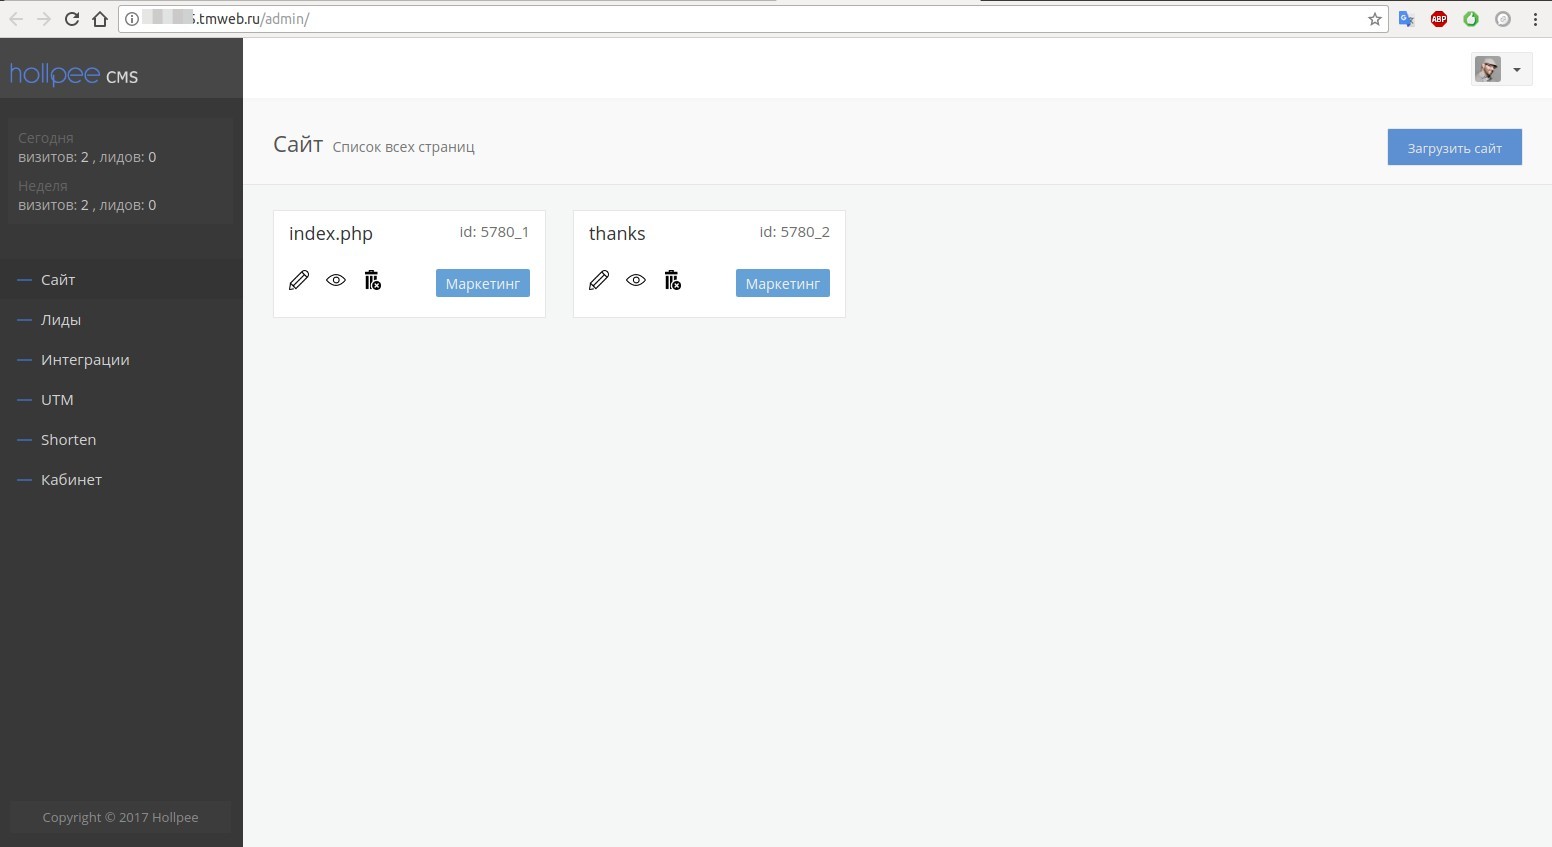 .tmweb.ru/admin/
ABP
hollpee CMS
Сегодня
визитов: 2 , лидов: 0
Неделя
визитов: 2 , лидов: 0
Сайт
Лиды
Интеграции
UTM
Shorten
Кабинет
Copyright © 2017 Hollpee
Сайт Список всех страниц
Загрузить сайт
index.php id: 5780_1
Маркетинг
thanks id: 5780_2
Маркетинг